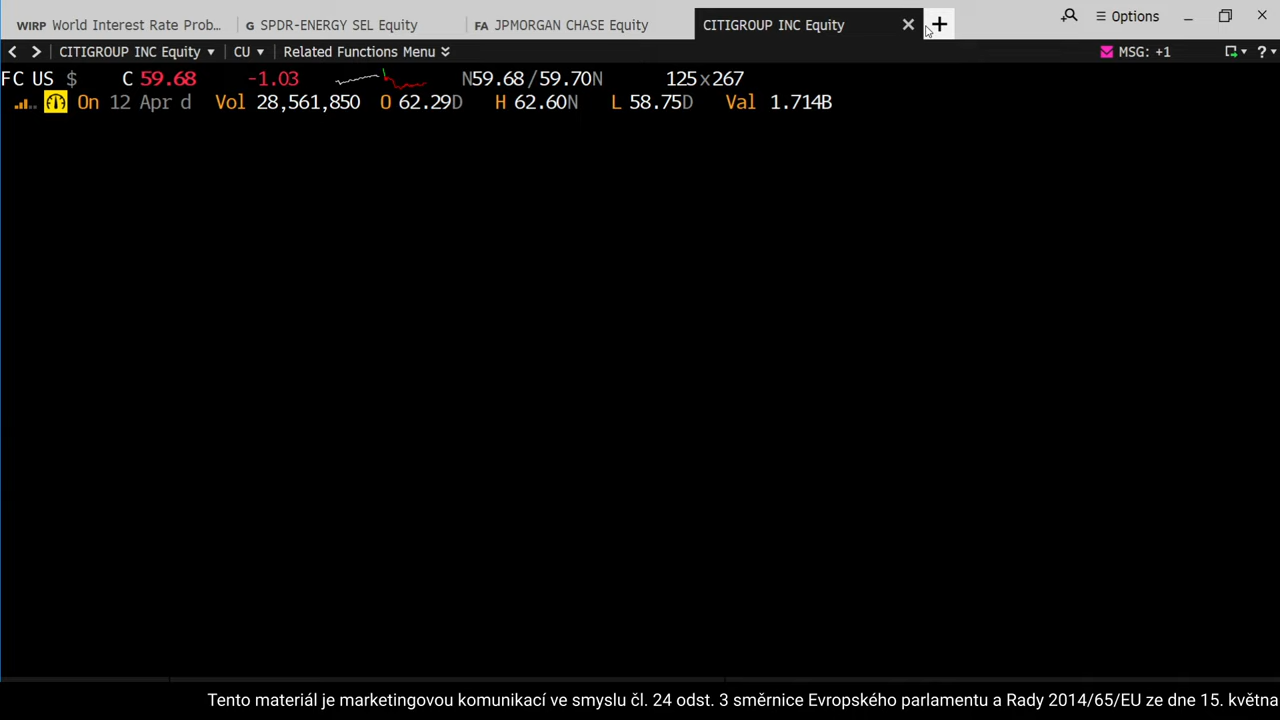 WIRP World Interest Rate Prob... G SPDR-ENERGY SEL Equity FA JPMORGAN CHASE Equity CITIGROUP INC Equity Options
CITIGROUP INC Equity CU Related Functions Menu MSG: +1
FC US $ C 59.68 -1.03 N59.68/59.70N 125x267
On 12 Apr d Vol 28,561,850 O 62.29D H 62.60N L 58.75D Val 1.714B
Tento materiál je marketingovou komunikací ve smyslu čl. 24 odst. 3 směrnice Evropského parlamentu a Rady 2014/65/EU ze dne 15. května